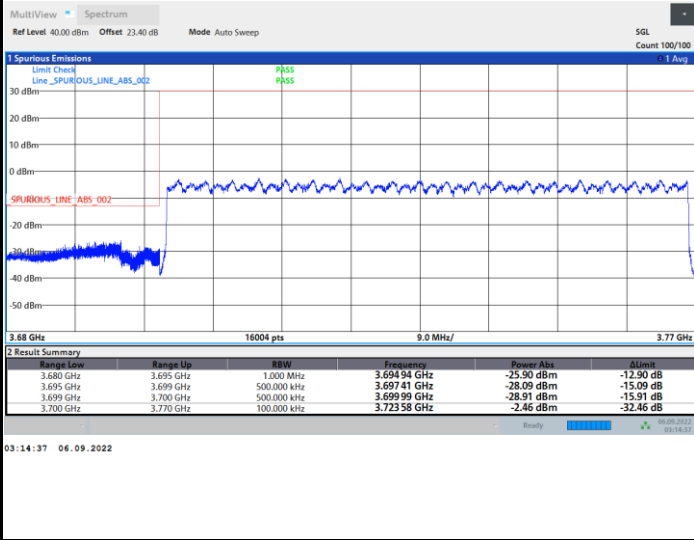 MultiView Spectrum
Ref Level 40.00 dBm Offset 23.40 dB Mode Auto Sweep SGL
Count 100/100
1 Spurious Emissions 1 Avg
Limit Check PASS
Line _SPURIOUS_LINE_ABS_002 PASS
30 dBm
20 dBm
10 dBm
0 dBm
_SPURIOUS_LINE_ABS_002
-20 dBm
-30 dBm
-40 dBm
-50 dBm
3.68 GHz 16004 pts 9.0 MHz/ 3.77 GHz
2 Result Summary
Range Low Range Up RBW Frequency Power Abs ΔLimit
3.680 GHz 3.695 GHz 1.000 MHz 3.694 94 GHz -25.90 dBm -12.90 dB
3.695 GHz 3.699 GHz 500.000 kHz 3.697 41 GHz -28.09 dBm -15.09 dB
3.699 GHz 3.700 GHz 500.000 kHz 3.699 99 GHz -28.91 dBm -15.91 dB
3.700 GHz 3.770 GHz 100.000 kHz 3.723 58 GHz -2.46 dBm -32.46 dB
Ready 06.09.2022
03:14:37
03:14:37 06.09.2022